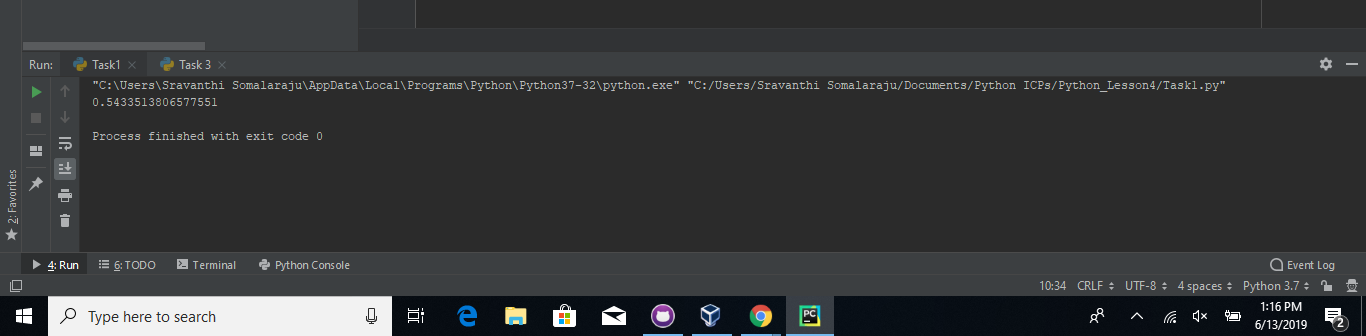 Run: Task1 Task 3
"C:\Users\Sravanthi Somalaraju\AppData\Local\Programs\Python\Python37-32\python.exe" "C:/Users/Sravanthi Somalaraju/Documents/Python ICPs/Python_Lesson4/Task1.py"
0.5433513806577551
Process finished with exit code 0
2: Favorites
4: Run 6: TODO Terminal Python Console Event Log
10:34 CRLF UTF-8 4 spaces Python 3.7
Type here to search
PC
1:16 PM
6/13/2019
2